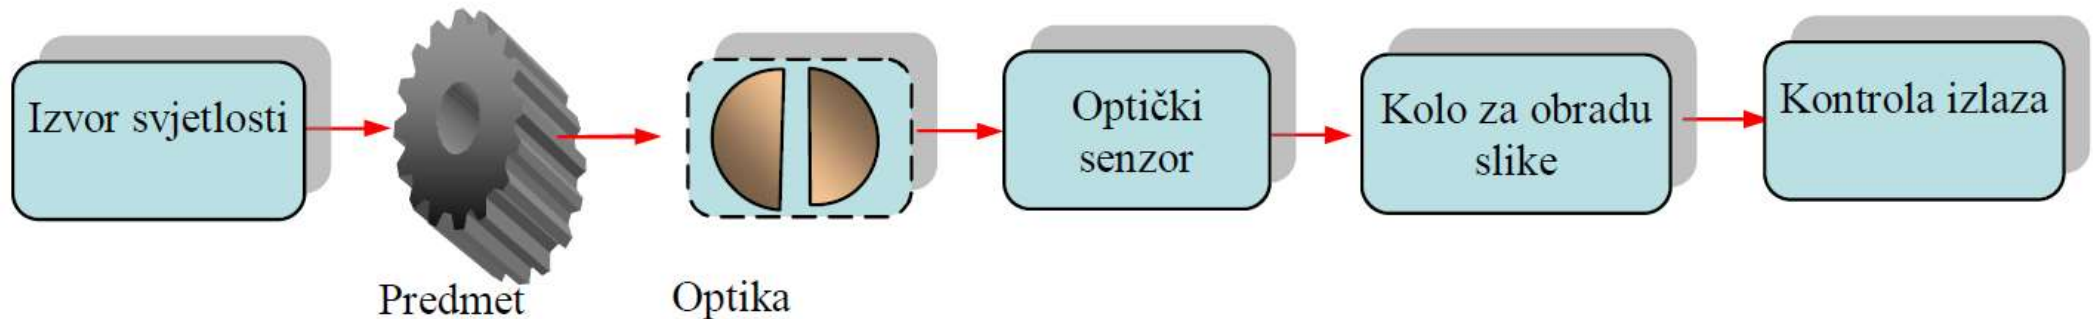 Izvor svjetlosti
Predmet
Optika
Optički
senzor
Kolo za obradu
slike
Kontrola izlaza